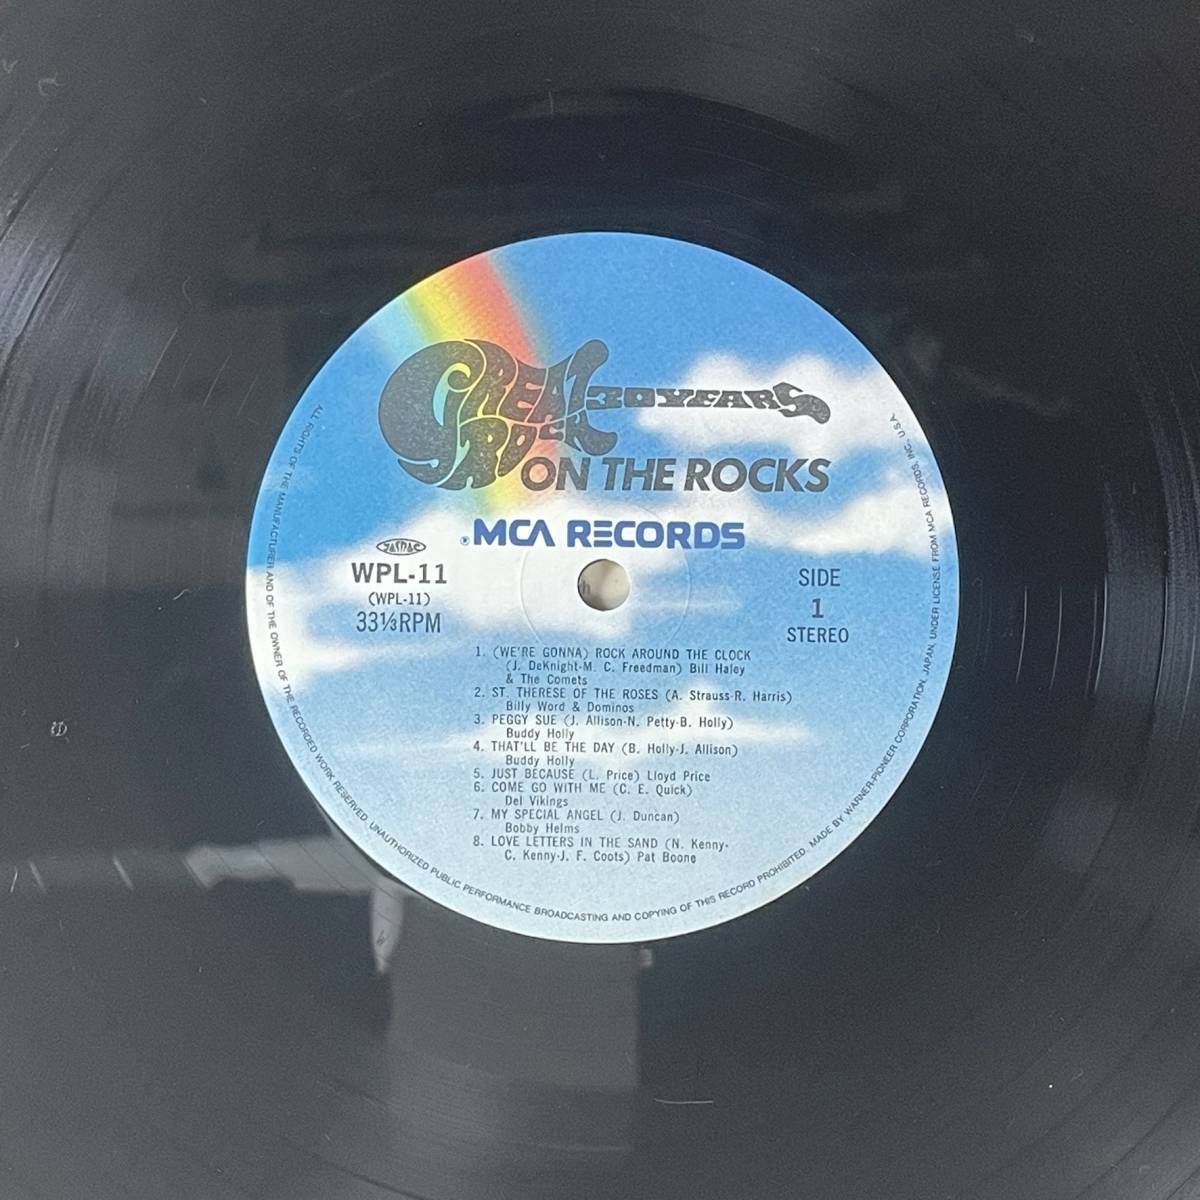 GREAT 30 YEARS
ROCK
ON THE ROCKS
® MCA RECORDS
JASRAC
WPL-11
(WPL-11)
33⅓RPM
SIDE
1
STEREO
1. (WE'RE GONNA) ROCK AROUND THE CLOCK
(J. DeKnight-M. C. Freedman) Bill Haley
& The Comets
2. ST. THERESE OF THE ROSES (A. Strauss-R. Harris)
Billy Word & Dominos
3. PEGGY SUE (J. Allison-N. Petty-B. Holly)
Buddy Holly
4. THAT'LL BE THE DAY (B. Holly-J. Allison)
Buddy Holly
5. JUST BECAUSE (L. Price) Lloyd Price
6. COME GO WITH ME (C. E. Quick)
Del Vikings
7. MY SPECIAL ANGEL (J. Duncan)
Bobby Helms
8. LOVE LETTERS IN THE SAND (N. Kenny-
C. Kenny-J. F. Coots) Pat Boone
ALL RIGHTS OF THE MANUFACTURER AND OF THE OWNER OF THE RECORDED WORK RESERVED. UNAUTHORIZED PUBLIC PERFORMANCE BROADCASTING AND COPYING OF THIS RECORD PROHIBITED. MADE BY WARNER-PIONEER CORPORATION, JAPAN, UNDER LICENSE FROM MCA RECORDS, INC., U.S.A.